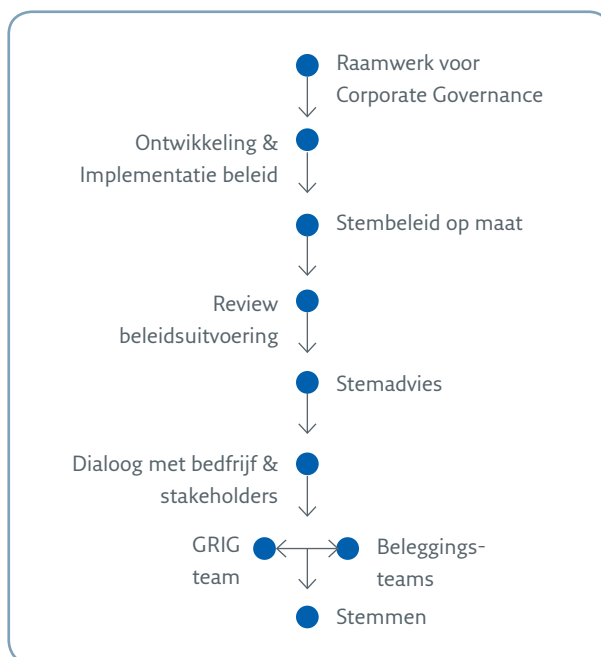 Raamwerk voor
Corporate Governance
Ontwikkeling &
Implementatie beleid
Stembeleid op maat
Review
beleidsuitvoering
Stemadvies
Dialoog met bedfrijf &
stakeholders
GRIG
team
Beleggings-
teams
Stemmen